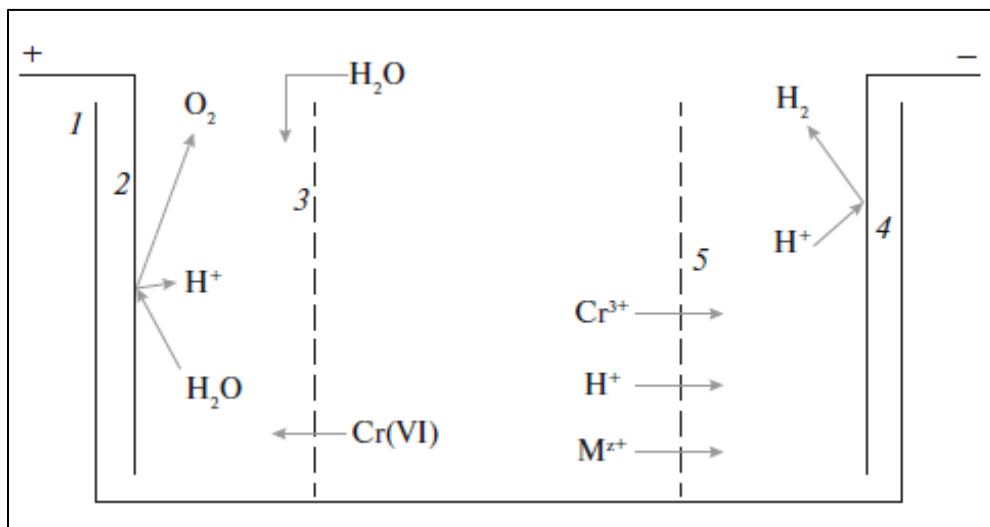 +
−
H₂O
O₂
H₂
1
2
3
H⁺
4
5
H⁺
Cr³⁺
H₂O
H⁺
Cr(VI)
Mᶻ⁺